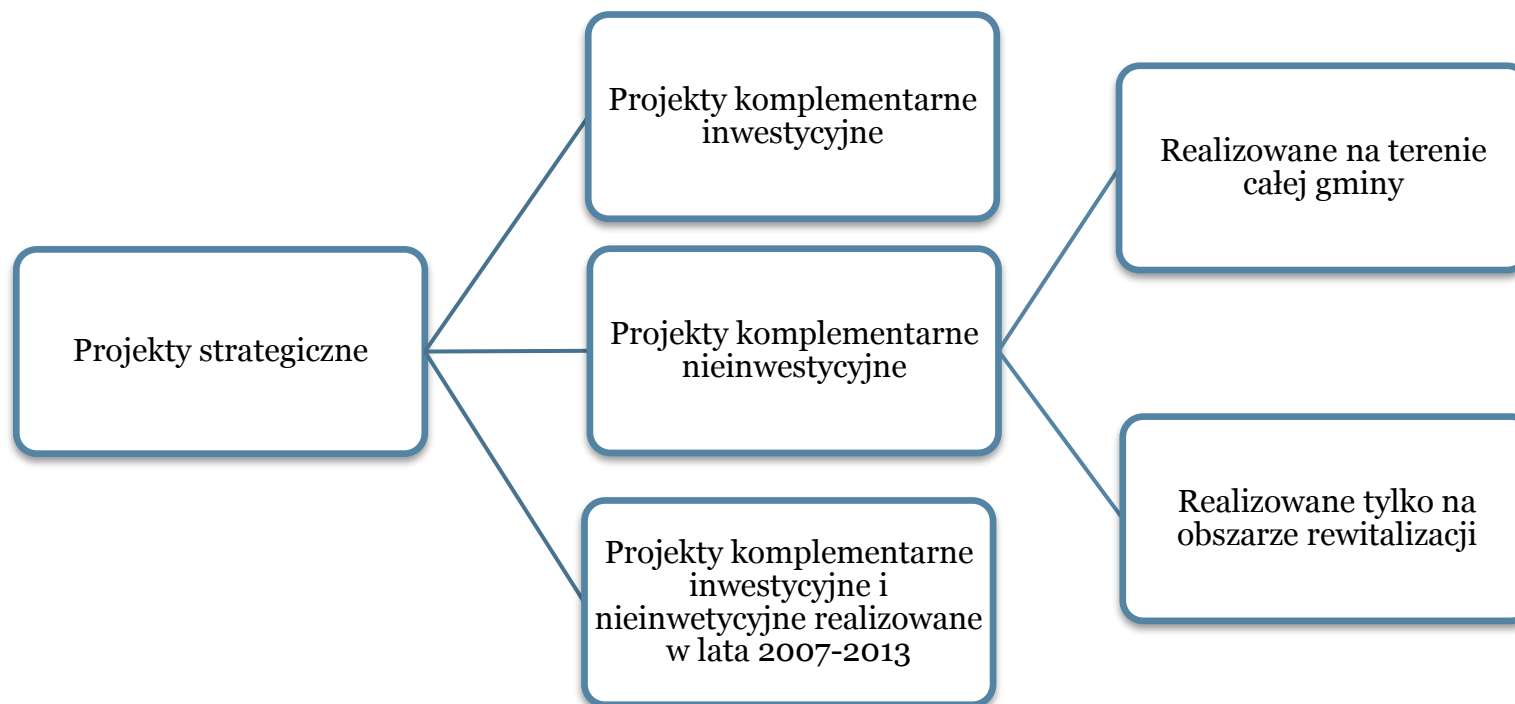 Projekty strategiczne
Projekty komplementarne
inwestycyjne
Projekty komplementarne
nieinwestycyjne
Projekty komplementarne
inwestycyjne i
nieinwetycyjne realizowane
w lata 2007-2013
Realizowane na terenie
całej gminy
Realizowane tylko na
obszarze rewitalizacji